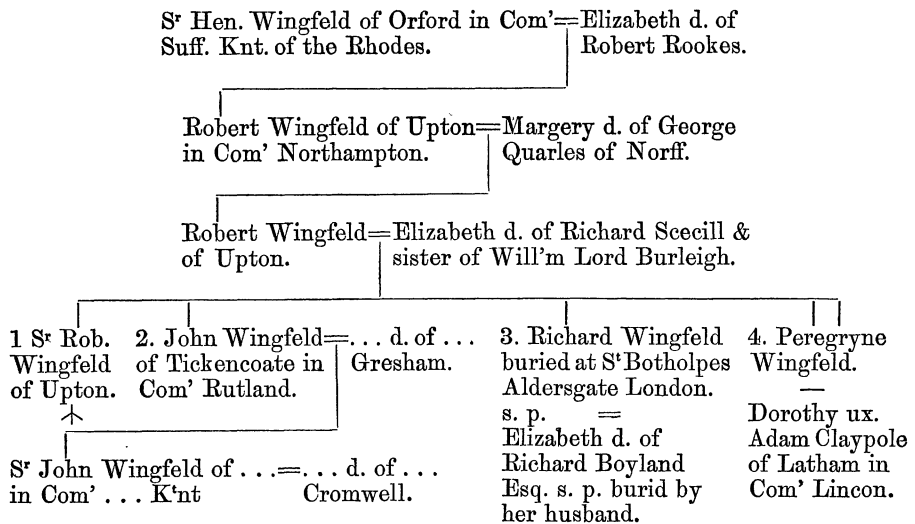 Sʳ Hen. Wingfeld of Orford in Com'=Elizabeth d. of
Suff. Knt. of the Rhodes. Robert Rookes.
Robert Wingfeld of Upton=Margery d. of George
in Com' Northampton. Quarles of Norff.
Robert Wingfeld=Elizabeth d. of Richard Scecill &
of Upton. sister of Will'm Lord Burleigh.
1 Sʳ Rob.
Wingfeld
of Upton.
2. John Wingfeld=... d. of ...
of Tickencoate in Gresham.
Com' Rutland.
3. Richard Wingfeld
buried at Sᵗ Botholpes
Aldersgate London.
s. p. =
Elizabeth d. of
Richard Boyland
Esq. s. p. burid by
her husband.
4. Peregryne
Wingfeld.
—
Dorothy ux.
Adam Claypole
of Latham in
Com' Lincon.
Sʳ John Wingfeld of ...=... d. of ...
in Com' ... Kᵗnt Cromwell.